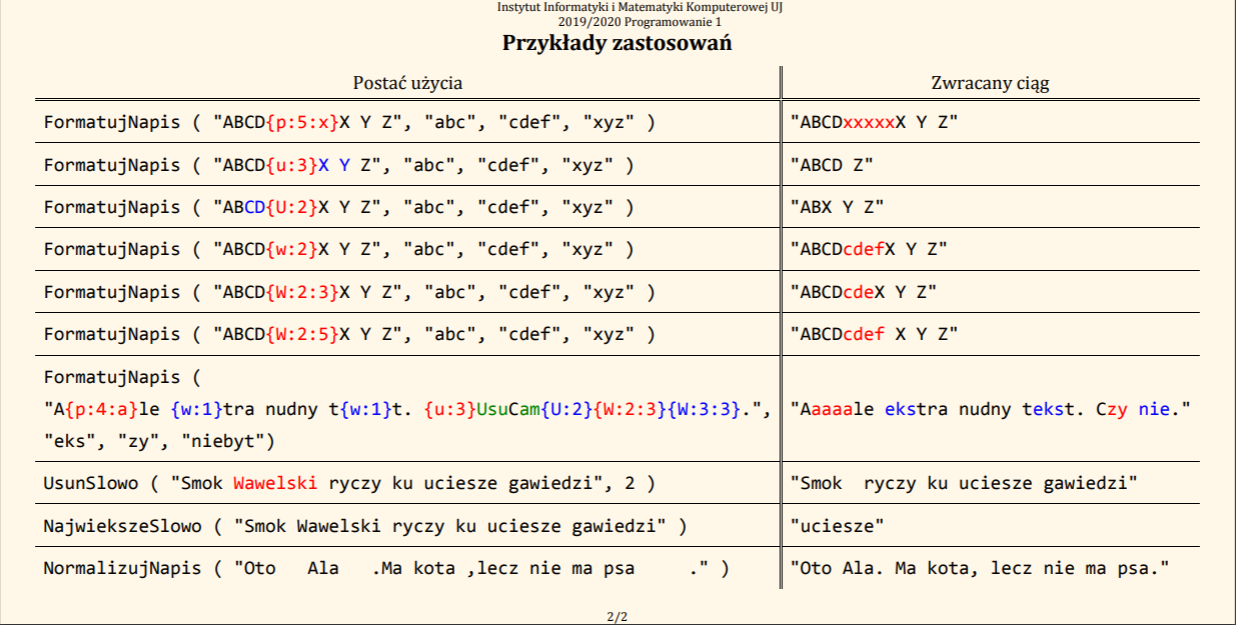 Instytut Informatyki i Matematyki Komputerowej UJ
2019/2020 Programowanie 1
Przykłady zastosowań
Postać użycia Zwracany ciąg
FormatujNapis ( "ABCD{p:5:x}X Y Z", "abc", "cdef", "xyz" ) "ABCDxxxxxX Y Z"
FormatujNapis ( "ABCD{u:3}X Y Z", "abc", "cdef", "xyz" ) "ABCD Z"
FormatujNapis ( "ABCD{U:2}X Y Z", "abc", "cdef", "xyz" ) "ABX Y Z"
FormatujNapis ( "ABCD{w:2}X Y Z", "abc", "cdef", "xyz" ) "ABCDcdefX Y Z"
FormatujNapis ( "ABCD{W:2:3}X Y Z", "abc", "cdef", "xyz" ) "ABCDcdeX Y Z"
FormatujNapis ( "ABCD{W:2:5}X Y Z", "abc", "cdef", "xyz" ) "ABCDcdef X Y Z"
FormatujNapis (
"A{p:4:a}le {w:1}tra nudny t{w:1}t. {u:3}UsuCam{U:2}{W:2:3}{W:3:3}.", "Aaaaale ekstra nudny tekst. Czy nie."
"eks", "zy", "niebyt")
UsunSlowo ( "Smok Wawelski ryczy ku uciesze gawiedzi", 2 ) "Smok  ryczy ku uciesze gawiedzi"
NajwiekszeSlowo ( "Smok Wawelski ryczy ku uciesze gawiedzi" ) "uciesze"
NormalizujNapis ( "Oto   Ala   .Ma kota ,lecz nie ma psa     ." ) "Oto Ala. Ma kota, lecz nie ma psa."
2/2